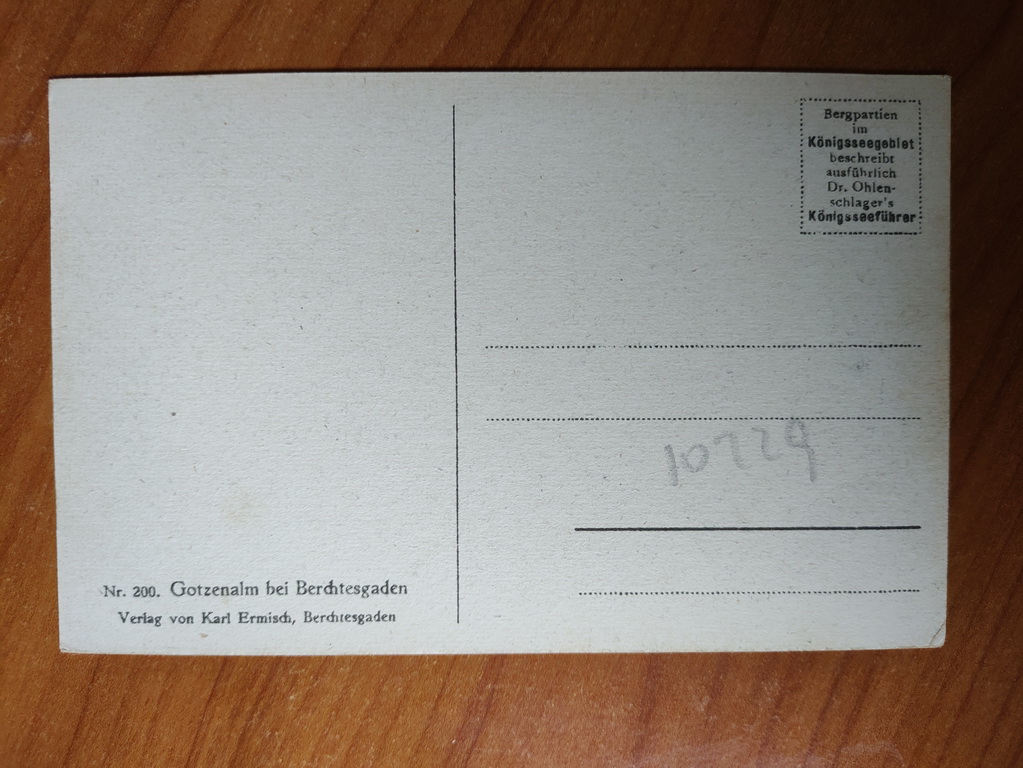 Bergpartien
im
Königsseegebiet
beschreibt
ausführlich
Dr. Ohlen-
schlager's
Königsseeführer
10229
Nr. 200. Gotzenalm bei Berchtesgaden
Verlag von Karl Ermisch, Berchtesgaden